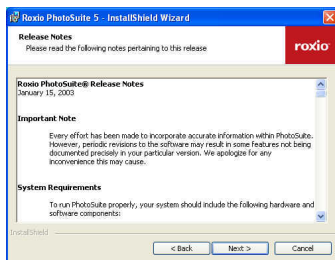 Roxio PhotoSuite 5 - InstallShield Wizard
Release Notes
Please read the following notes pertaining to this release
roxio
Roxio PhotoSuite® Release Notes
January 15, 2003
Important Note
Every effort has been made to incorporate accurate information within PhotoSuite.
However, periodic revisions to the software may result in some features not being
documented precisely in your particular version. We apologize for any
inconvenience this may cause.
System Requirements
To run PhotoSuite properly, your system should include the following hardware and
software components:
InstallShield
< Back
Next >
Cancel